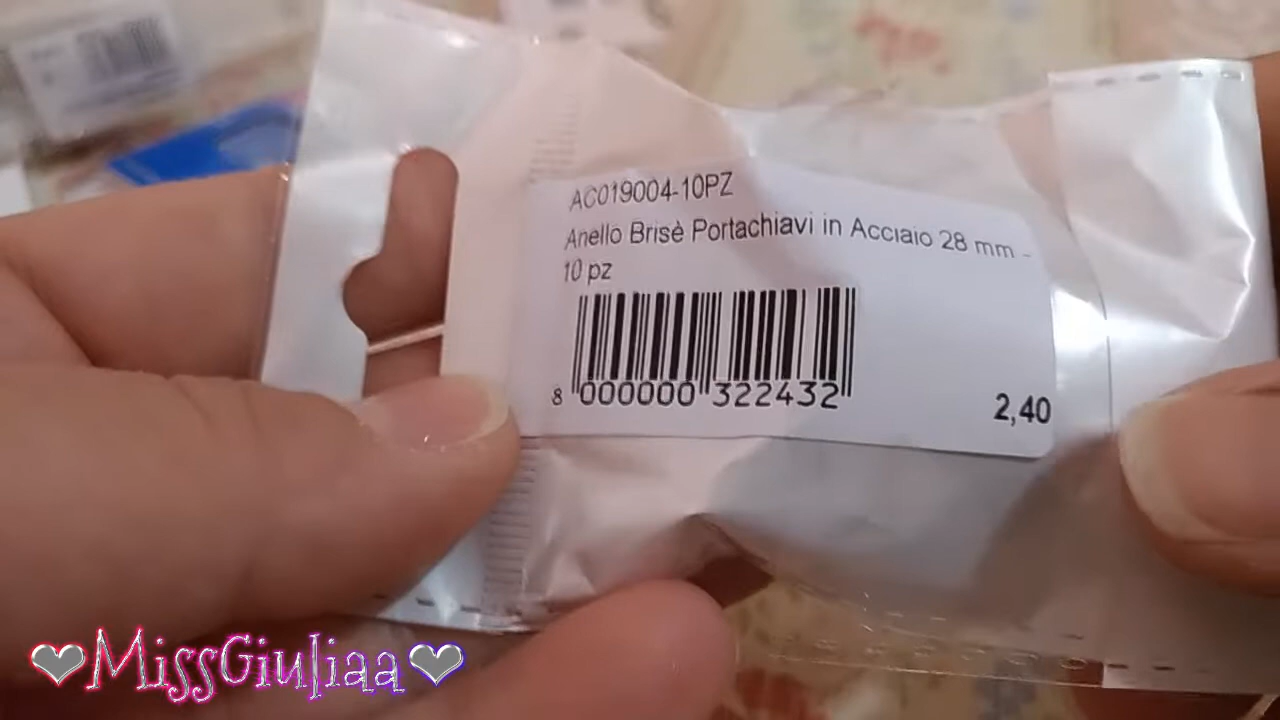 AC019004-10PZ
Anello Brisè Portachiavi in Acciaio 28 mm -
10 pz
8 000000 322432
2,40
❤MissGiuliaa❤